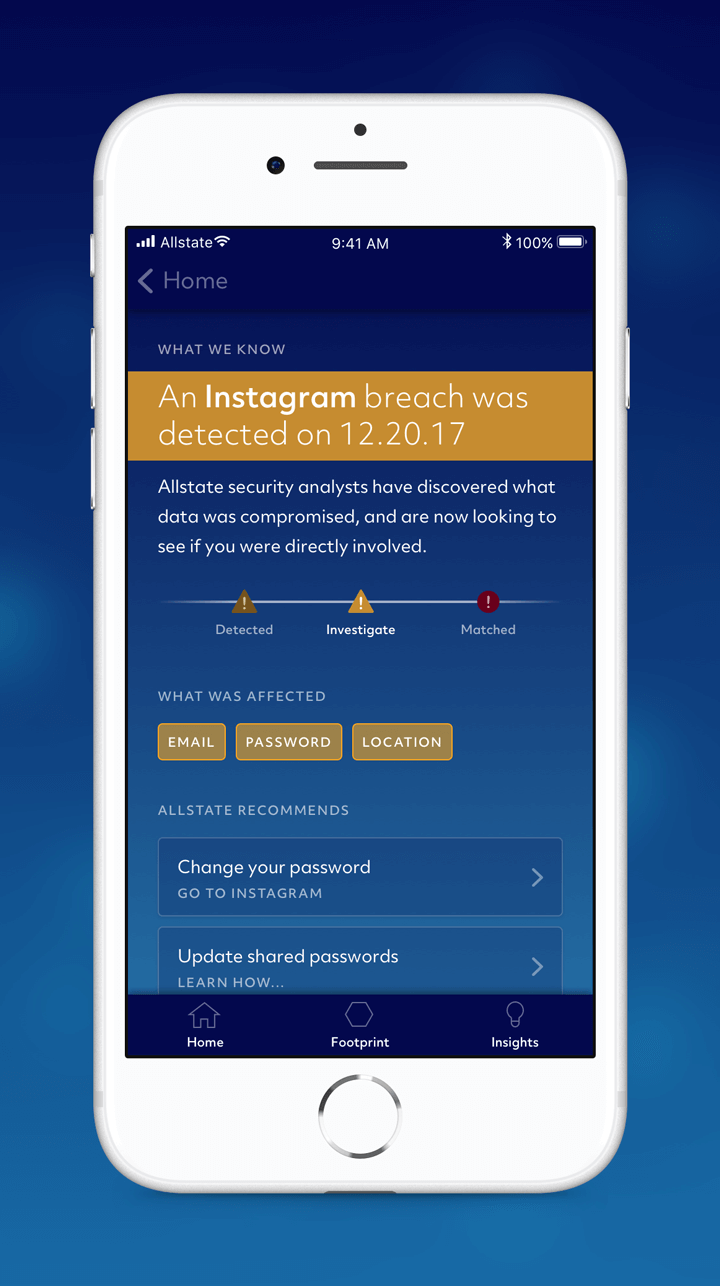 Allstate 9:41 AM 100%
Home
WHAT WE KNOW
An Instagram breach was
detected on 12.20.17
Allstate security analysts have discovered what
data was compromised, and are now looking to
see if you were directly involved.
Detected Investigate Matched
WHAT WAS AFFECTED
EMAIL PASSWORD LOCATION
ALLSTATE RECOMMENDS
Change your password
GO TO INSTAGRAM
Update shared passwords
LEARN HOW...
Home Footprint Insights